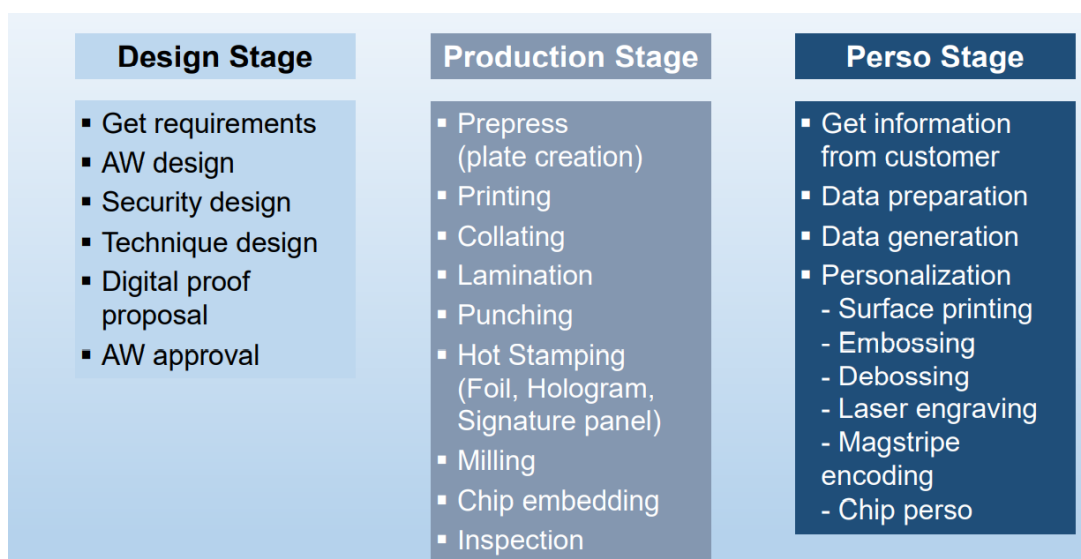 Design Stage
▪ Get requirements
▪ AW design
▪ Security design
▪ Technique design
▪ Digital proof
proposal
▪ AW approval
Production Stage
▪ Prepress
(plate creation)
▪ Printing
▪ Collating
▪ Lamination
▪ Punching
▪ Hot Stamping
(Foil, Hologram,
Signature panel)
▪ Milling
▪ Chip embedding
▪ Inspection
Perso Stage
▪ Get information
from customer
▪ Data preparation
▪ Data generation
▪ Personalization
- Surface printing
- Embossing
- Debossing
- Laser engraving
- Magstripe
encoding
- Chip perso